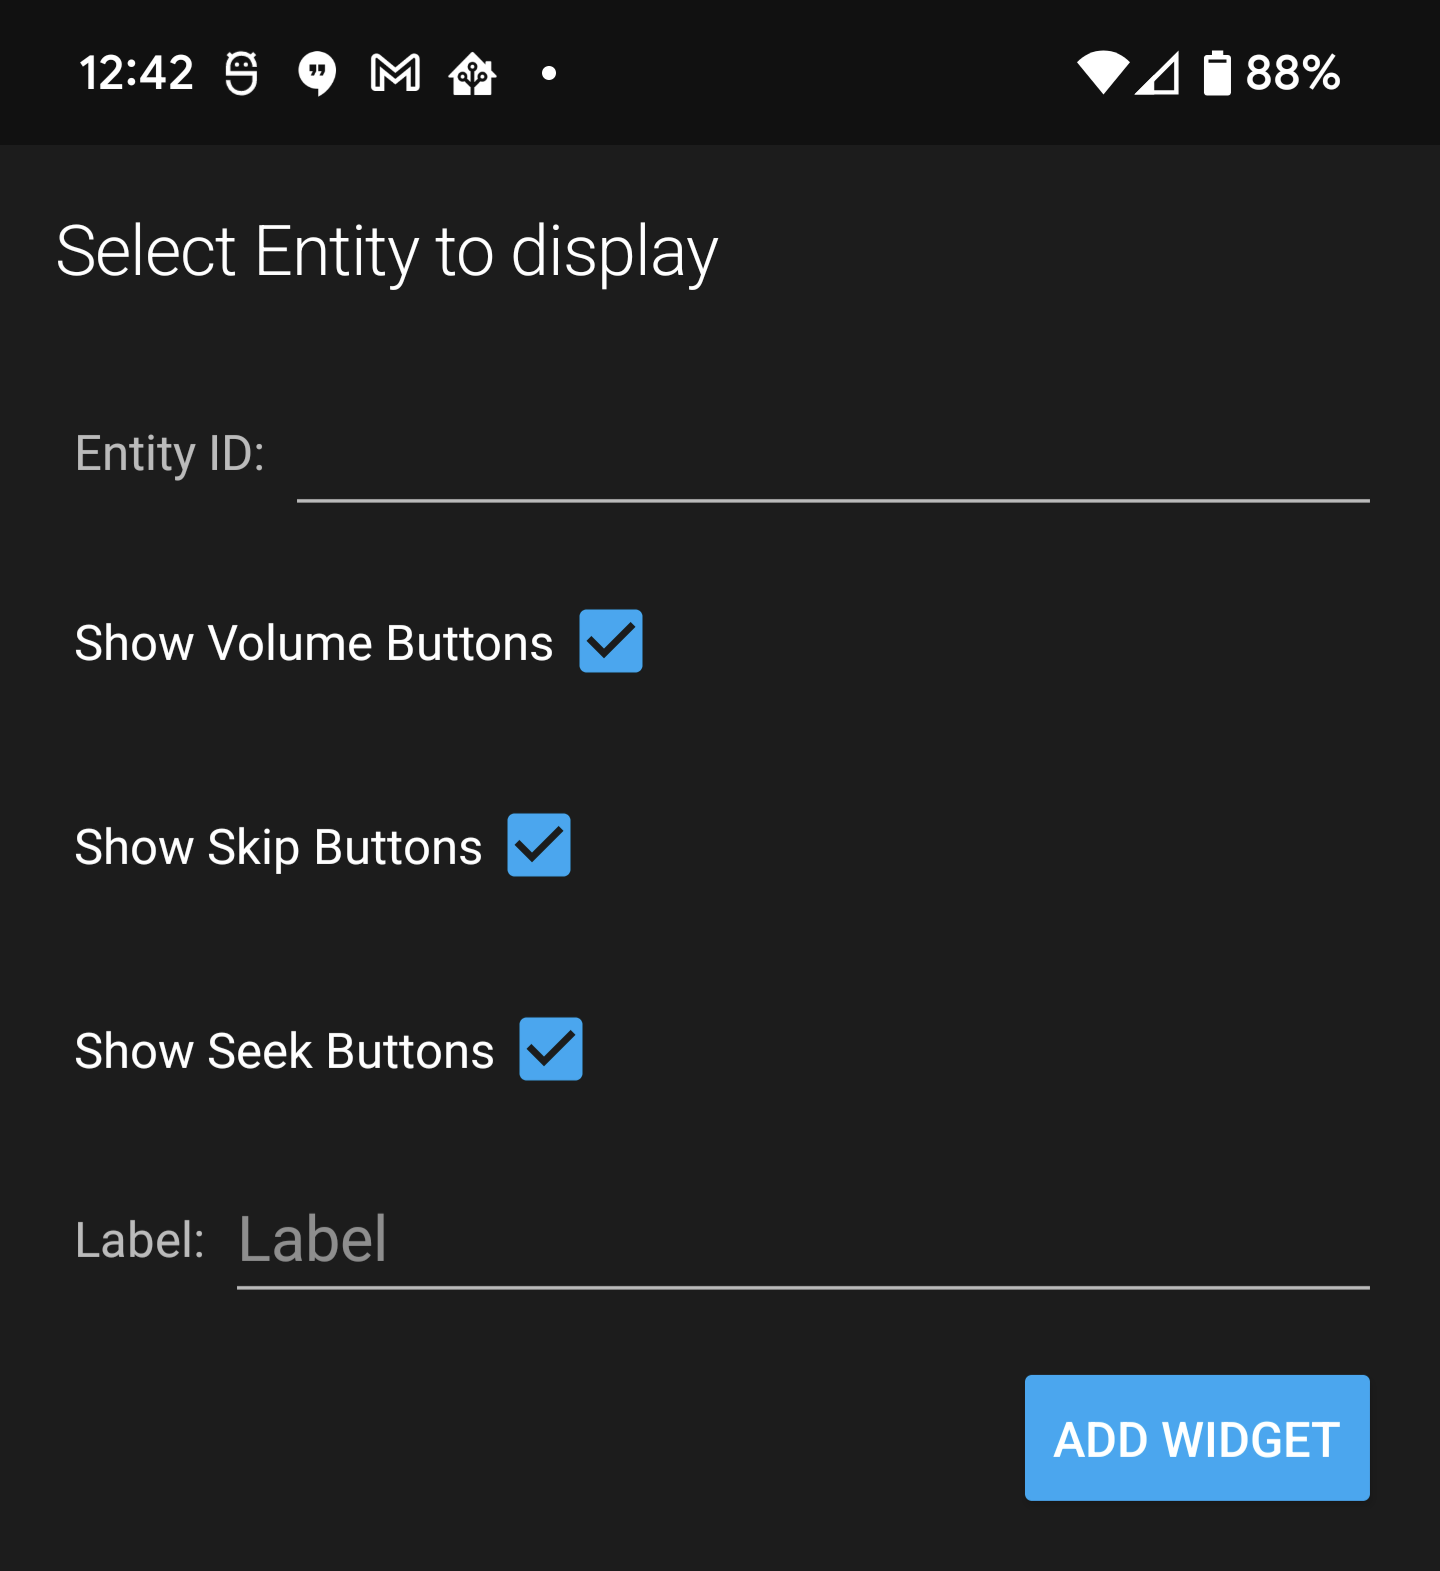 12:42 88%
Select Entity to display
Entity ID:
Show Volume Buttons
Show Skip Buttons
Show Seek Buttons
Label: Label
ADD WIDGET